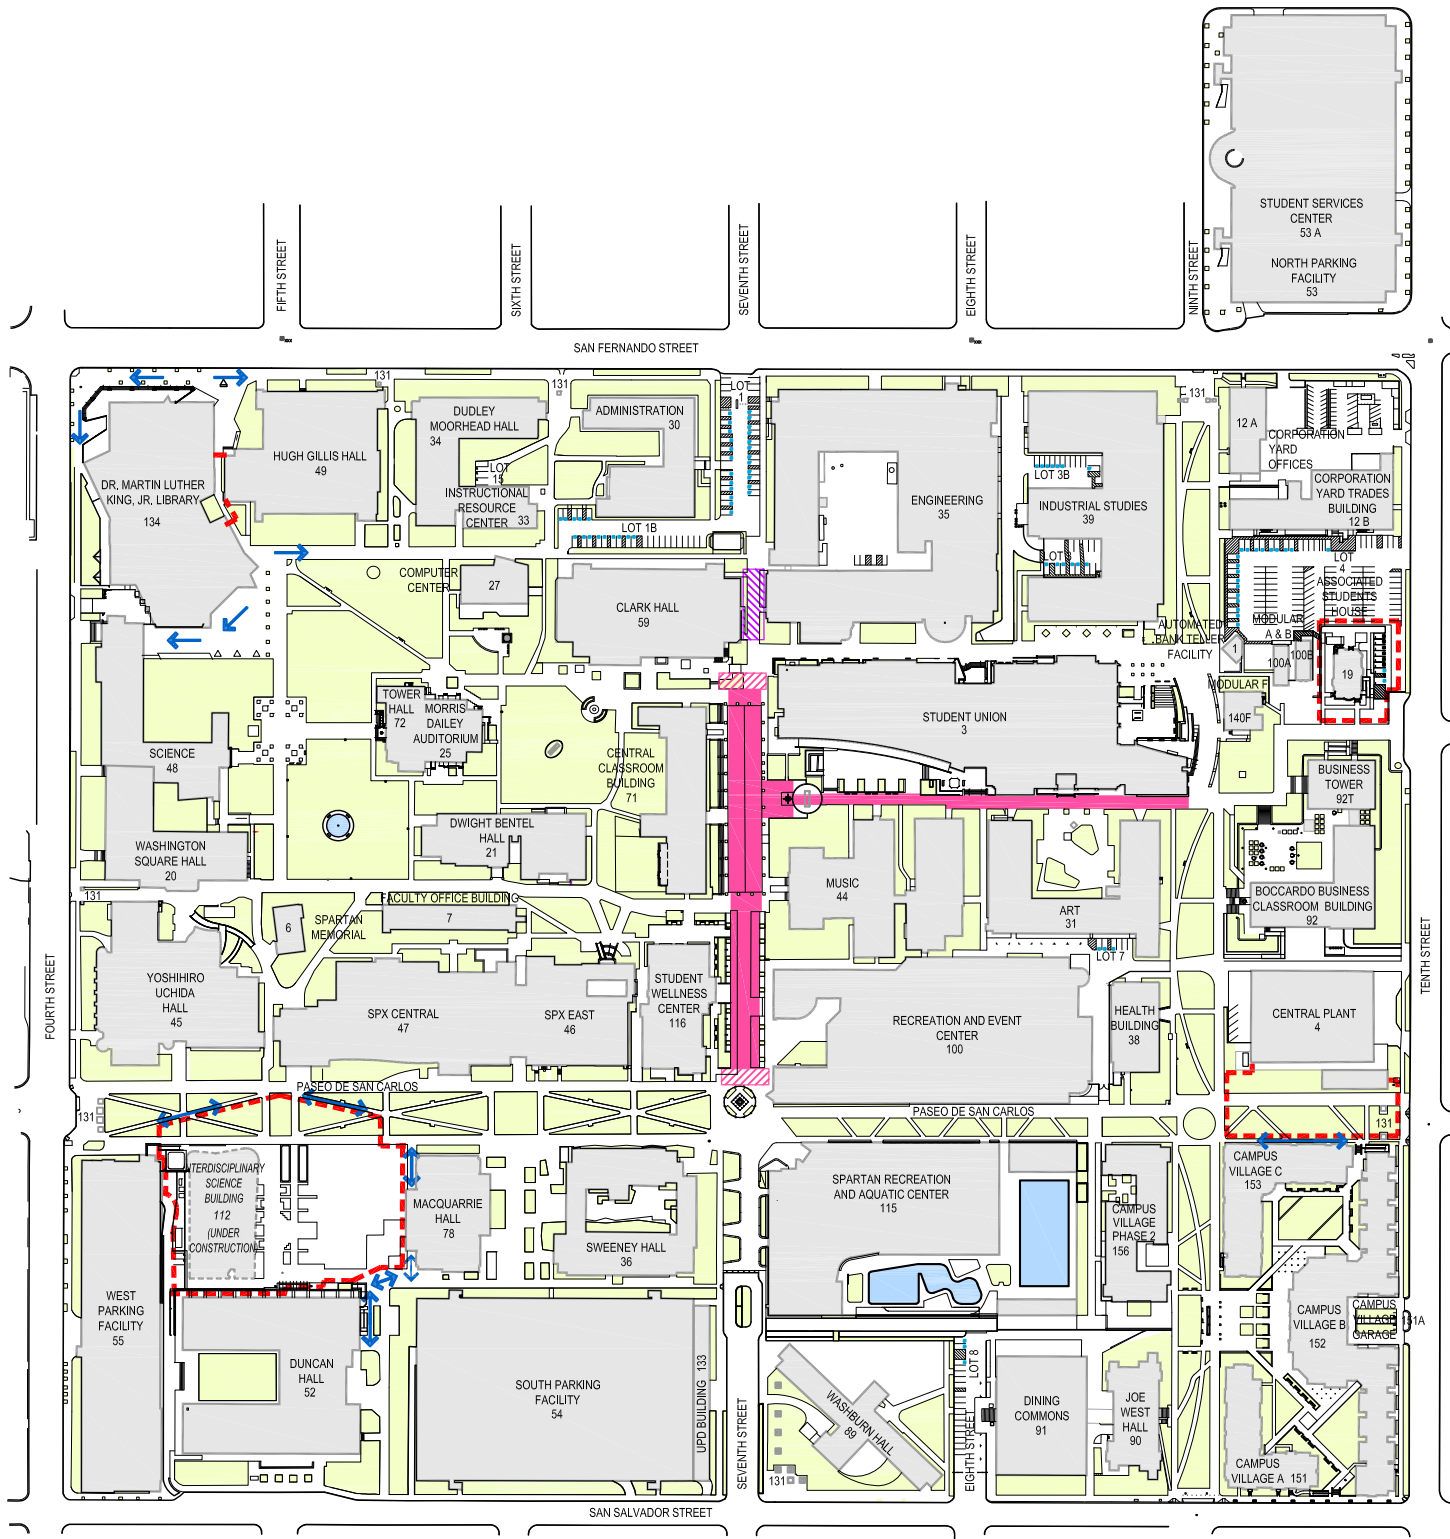 STUDENT SERVICES
CENTER
53 A
NORTH PARKING
FACILITY
53
FIFTH STREET
SIXTH STREET
SEVENTH STREET
EIGHTH STREET
NINTH STREET
SAN FERNANDO STREET
131
131
131
LOT
1
DUDLEY
MOORHEAD HALL
34
ADMINISTRATION
30
12 A
CORPORATION
YARD
OFFICES
HUGH GILLIS HALL
49
LOT
15
LOT 3B
DR. MARTIN LUTHER
KING, JR. LIBRARY
134
INSTRUCTIONAL
RESOURCE
CENTER 33
ENGINEERING
35
INDUSTRIAL STUDIES
39
CORPORATION
YARD TRADES
BUILDING
12 B
LOT 1B
LOT
LOT
4
ASSOCIATED
STUDENTS
HOUSE
COMPUTER
CENTER
27
CLARK HALL
59
AUTOMATED
BANK TELLER
FACILITY
MODULAR
A & B
1
100A
100B
19
MODULAR F
140F
TOWER
HALL
72
MORRIS
DAILEY
AUDITORIUM
25
STUDENT UNION
3
SCIENCE
48
CENTRAL
CLASSROOM
BUILDING
71
BUSINESS
TOWER
92T
DWIGHT BENTEL
HALL
21
WASHINGTON
SQUARE HALL
20
MUSIC
44
ART
31
BOCCARDO BUSINESS
CLASSROOM BUILDING
92
131
FACULTY OFFICE BUILDING
7
6
SPARTAN
MEMORIAL
LOT 7
FOURTH STREET
TENTH STREET
YOSHIHIRO
UCHIDA
HALL
45
SPX CENTRAL
47
SPX EAST
46
STUDENT
WELLNESS
CENTER
116
RECREATION AND EVENT
CENTER
100
HEALTH
BUILDING
38
CENTRAL PLANT
4
PASEO DE SAN CARLOS
PASEO DE SAN CARLOS
131
131
INTERDISCIPLINARY
SCIENCE
BUILDING
112
(UNDER
CONSTRUCTION)
MACQUARRIE
HALL
78
SWEENEY HALL
36
SPARTAN RECREATION
AND AQUATIC CENTER
115
CAMPUS
VILLAGE
PHASE 2
156
CAMPUS
VILLAGE C
153
WEST
PARKING
FACILITY
55
CAMPUS
VILLAGE B
152
CAMPUS
VILLAGE
GARAGE
151A
DUNCAN
HALL
52
SOUTH PARKING
FACILITY
54
UPD BUILDING 133
SEVENTH STREET
WASHBURN HALL
89
LOT 8
EIGHTH STREET
DINING
COMMONS
91
JOE
WEST
HALL
90
CAMPUS
VILLAGE A 151
131
SAN SALVADOR STREET